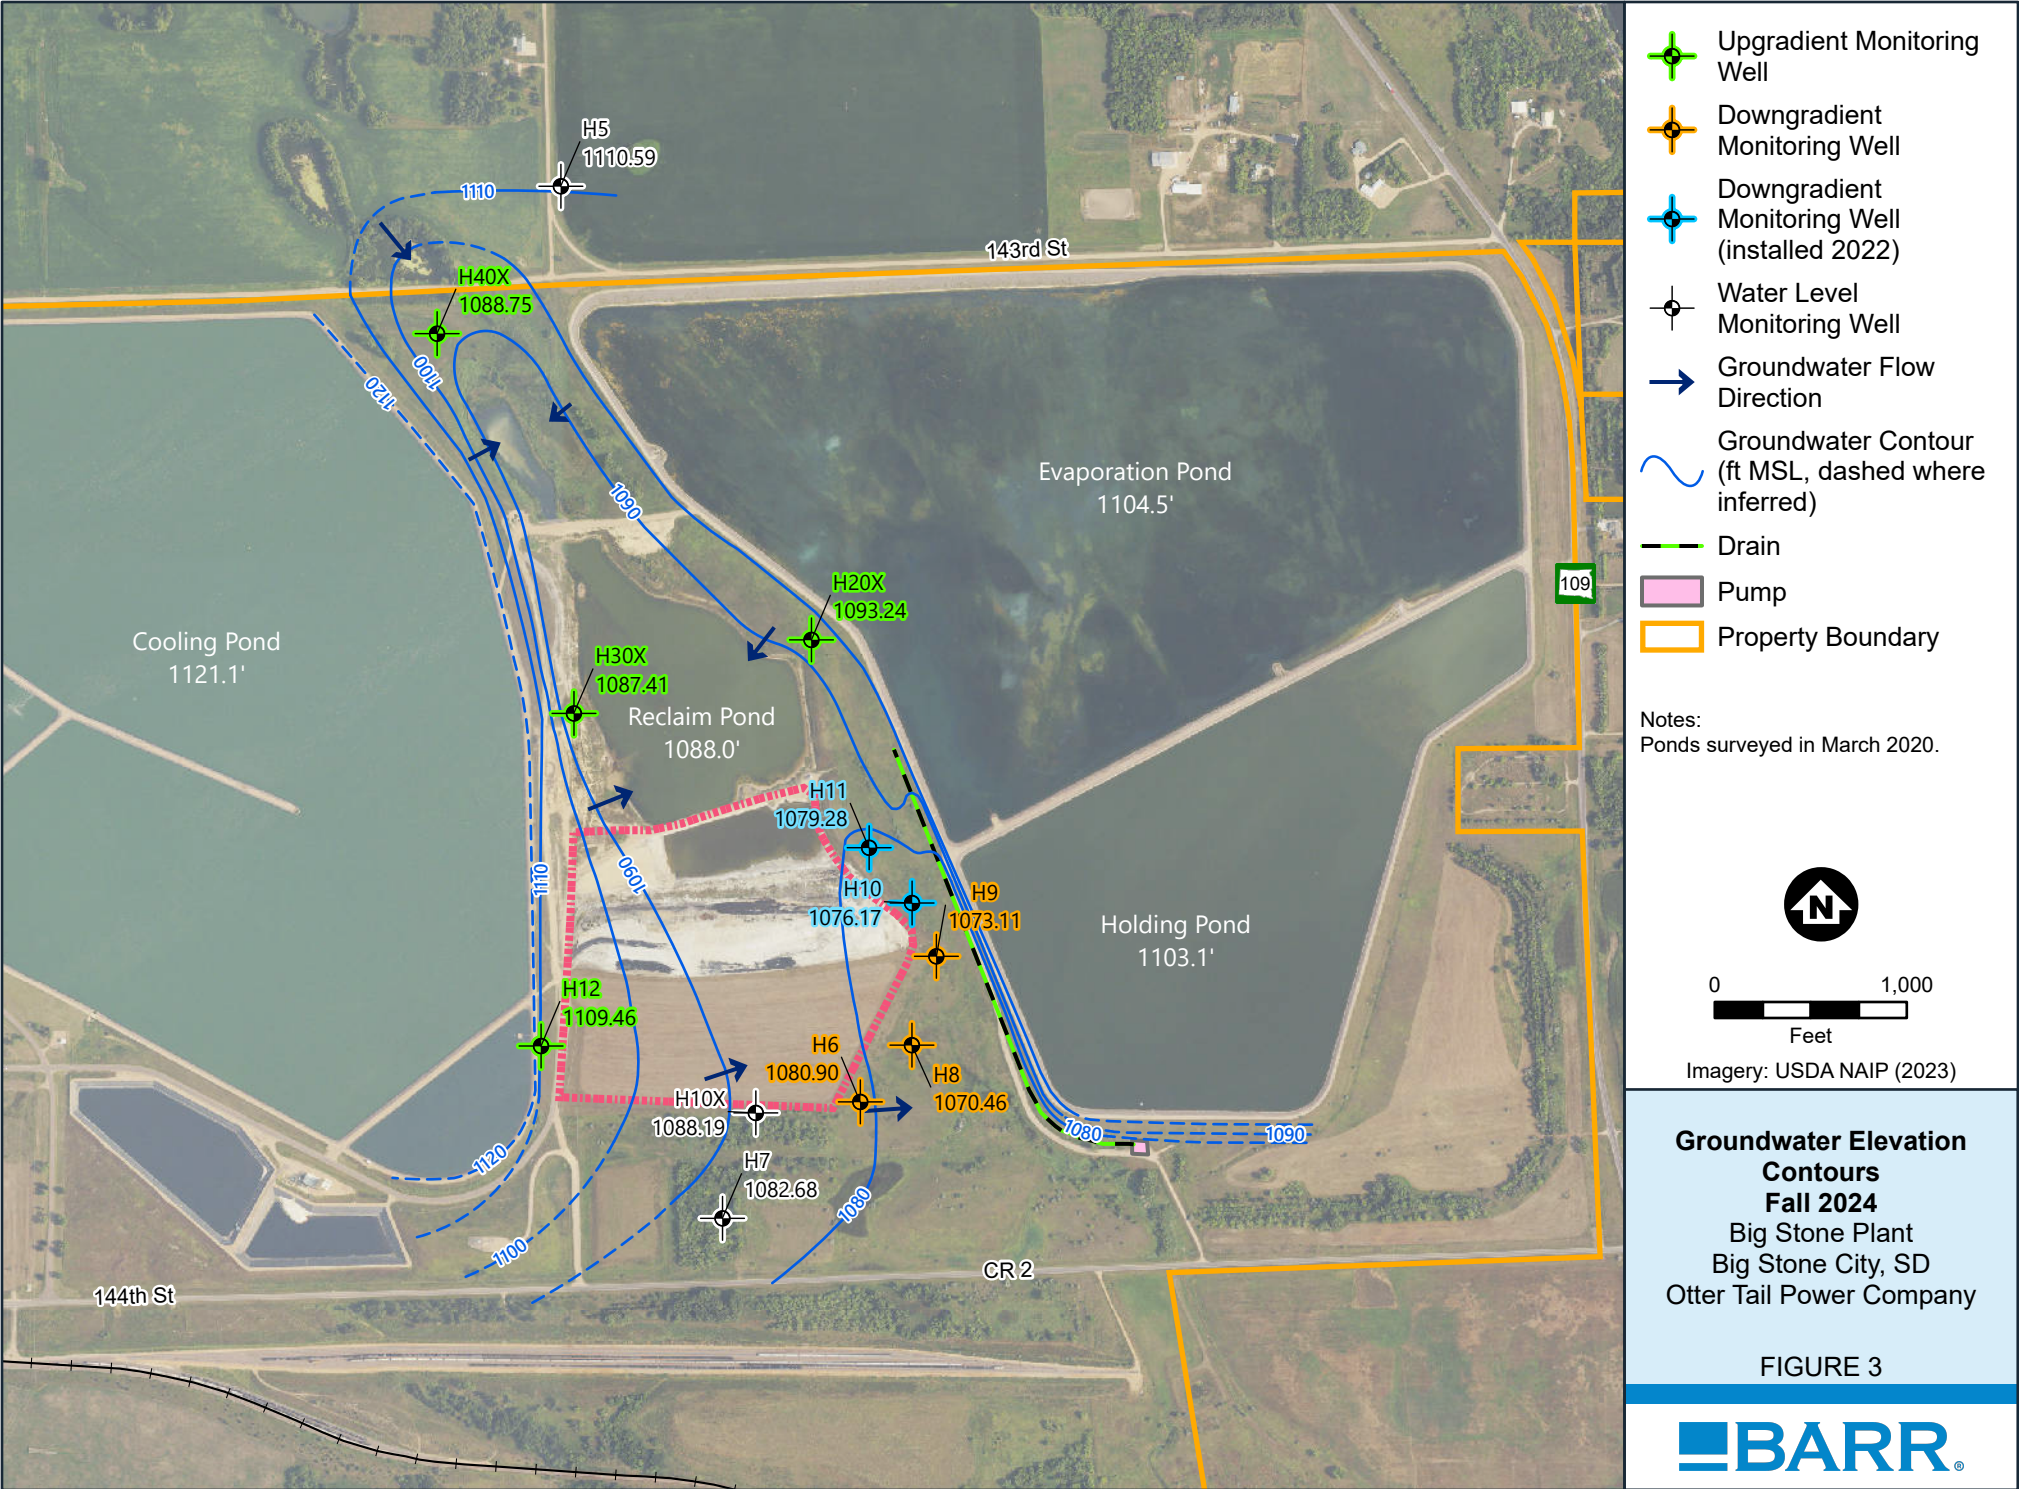 H5
1110.59
1110
143rd St
H40X
1088.75
1100
1120
1090
Evaporation Pond
1104.5'
H20X
1093.24
109
Cooling Pond
1121.1'
H30X
1087.41
Reclaim Pond
1088.0'
H11
1079.28
1110
1090
H10
1076.17
H9
1073.11
Holding Pond
1103.1'
H12
1109.46
H6
1080.90
H8
1070.46
H10X
1088.19
1080
1090
1120
H7
1082.68
1080
1100
CR 2
144th St
Upgradient Monitoring
Well
Downgradient
Monitoring Well
Downgradient
Monitoring Well
(installed 2022)
Water Level
Monitoring Well
Groundwater Flow
Direction
Groundwater Contour
(ft MSL, dashed where
inferred)
Drain
Pump
Property Boundary
Notes:
Ponds surveyed in March 2020.
N
0 1,000
Feet
Imagery: USDA NAIP (2023)
Groundwater Elevation
Contours
Fall 2024
Big Stone Plant
Big Stone City, SD
Otter Tail Power Company
FIGURE 3
BARR®